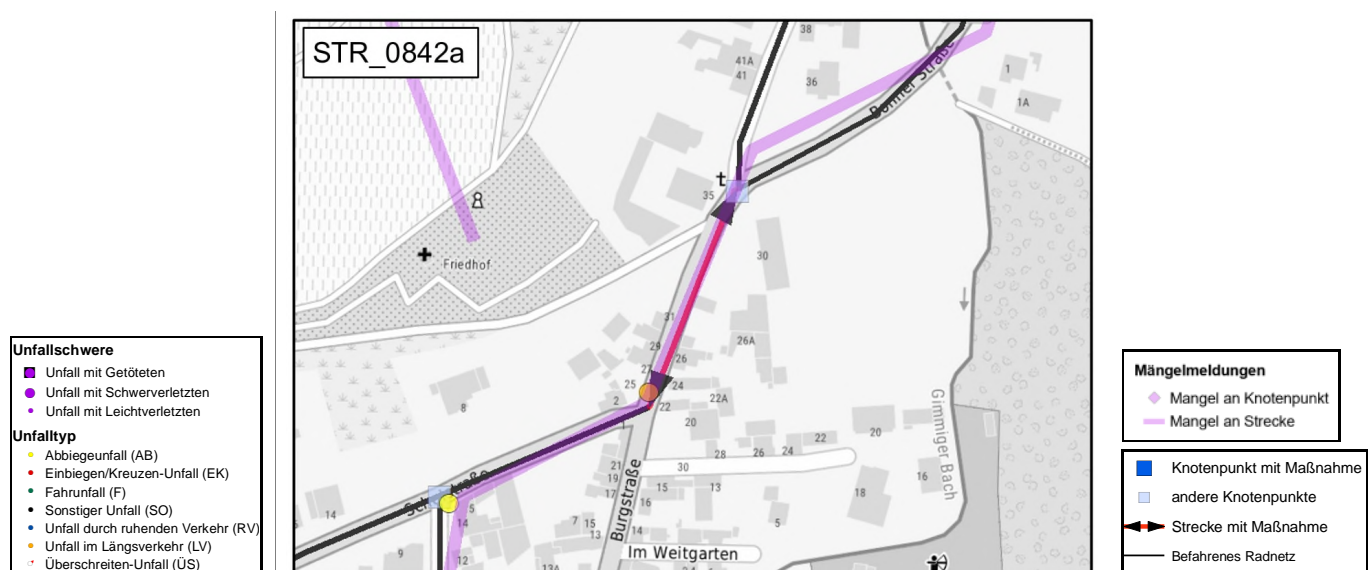 STR_0842a
38
41A
41
36
Bonner Straße
1
1A
t
35
30
Friedhof
31
29
26
26A
27
25
24
2
22
22A
8
1
20
28
26
24
22
20
30
21
19
17
16
15
13
18
16
Gimmiger Bach
Burgstraße
14
5
14
7
15
13
14
5
9
12
13A
Im Weitgarten
Unfallschwere
Unfall mit Getöteten
Unfall mit Schwerverletzten
Unfall mit Leichtverletzten
Unfalltyp
Abbiegeunfall (AB)
Einbiegen/Kreuzen-Unfall (EK)
Fahrunfall (F)
Sonstiger Unfall (SO)
Unfall durch ruhenden Verkehr (RV)
Unfall im Längsverkehr (LV)
Überschreiten-Unfall (ÜS)
Mängelmeldungen
Mangel an Knotenpunkt
Mangel an Strecke
Knotenpunkt mit Maßnahme
andere Knotenpunkte
Strecke mit Maßnahme
Befahrenes Radnetz